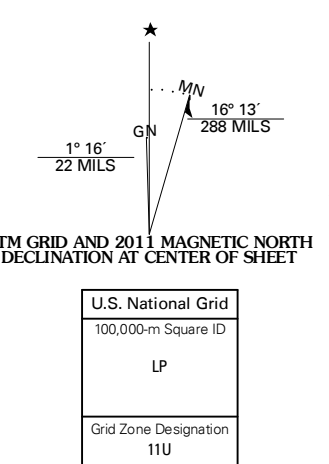 ★
MN
GN
16° 13´
288 MILS
1° 16´
22 MILS
TM GRID AND 2011 MAGNETIC NORTH
DECLINATION AT CENTER OF SHEET
U.S. National Grid
100,000-m Square ID
LP
Grid Zone Designation
11U